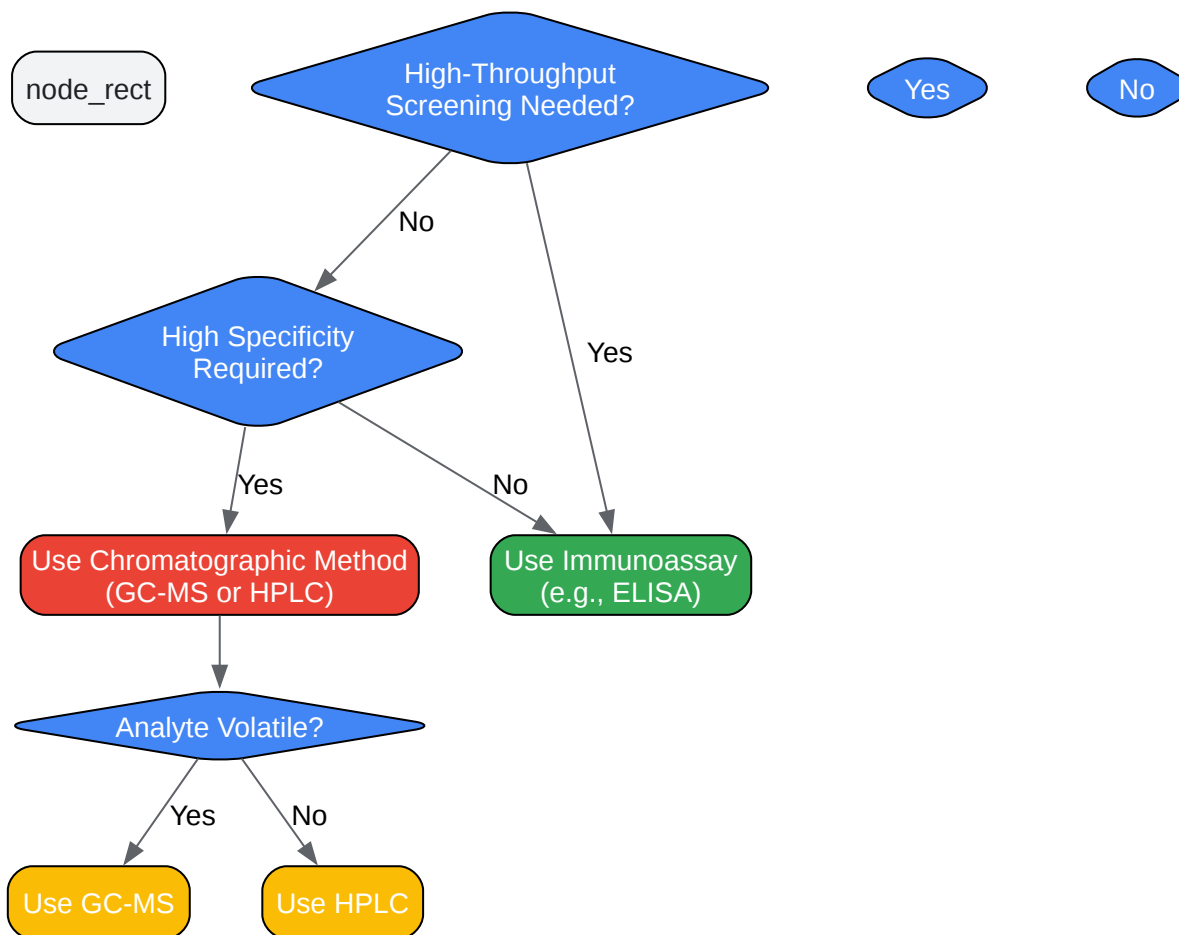 node_rect
High-Throughput
Screening Needed?
Yes
No
No
Yes
High Specificity
Required?
Yes
No
Use Chromatographic Method
(GC-MS or HPLC)
Use Immunoassay
(e.g., ELISA)
Analyte Volatile?
Yes
No
Use GC-MS
Use HPLC